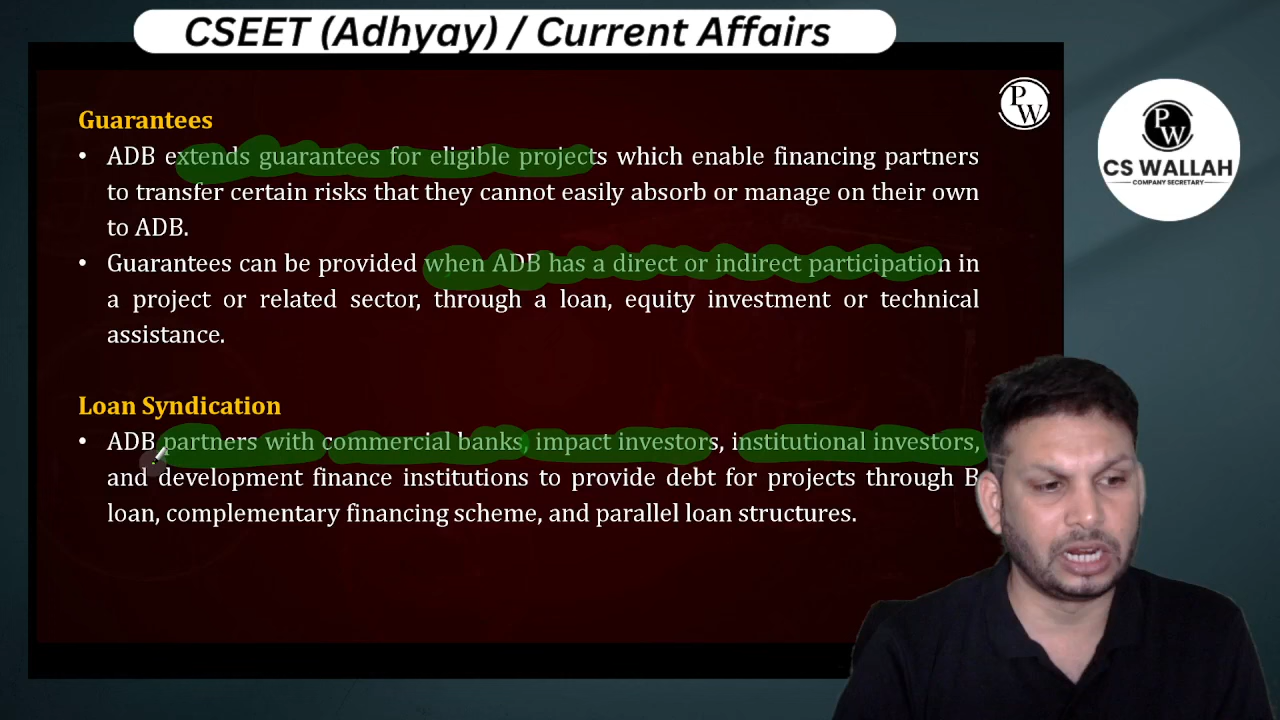 CSEET (Adhyay) / Current Affairs
PW
PW
CS WALLAH
COMPANY SECRETARY
Guarantees
• ADB extends guarantees for eligible projects which enable financing partners
to transfer certain risks that they cannot easily absorb or manage on their own
to ADB.
• Guarantees can be provided when ADB has a direct or indirect participation in
a project or related sector, through a loan, equity investment or technical
assistance.
Loan Syndication
• ADB partners with commercial banks, impact investors, institutional investors,
and development finance institutions to provide debt for projects through B
loan, complementary financing scheme, and parallel loan structures.